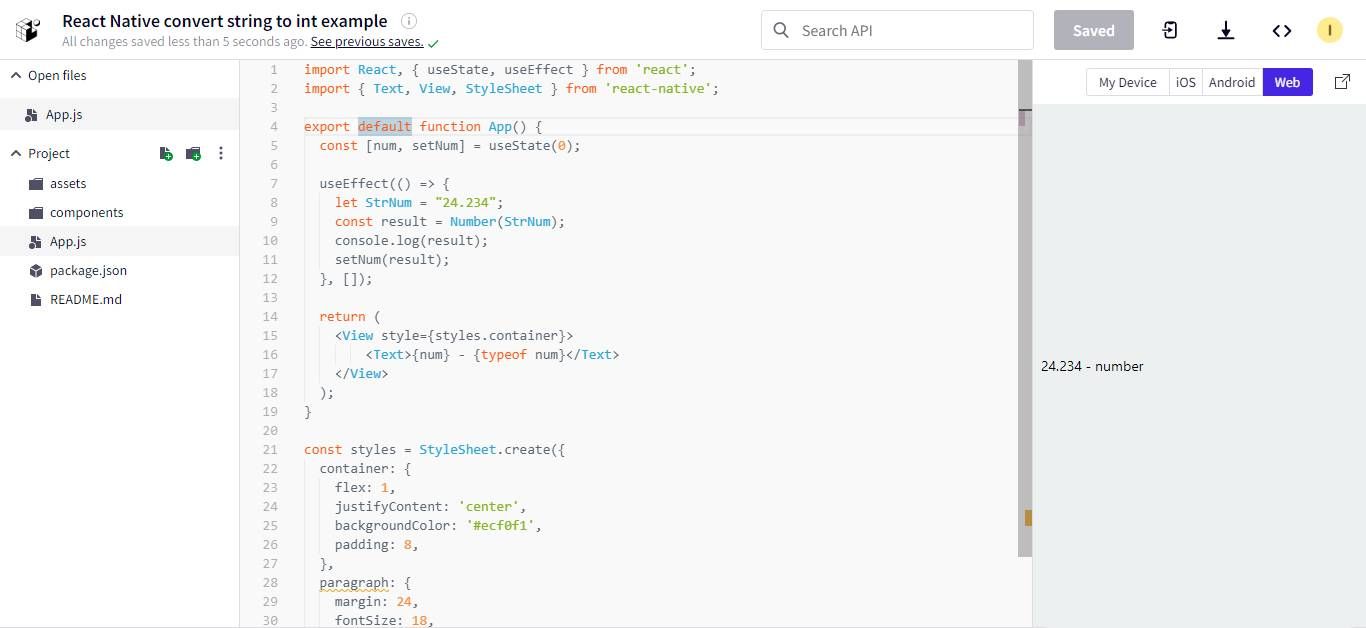 React Native convert string to int example
All changes saved less than 5 seconds ago. See previous saves.
Search API
Saved
I
Open files
App.js
Project
assets
components
App.js
package.json
README.md
1 import React, { useState, useEffect } from 'react';
2 import { Text, View, StyleSheet } from 'react-native';
3
4 export default function App() {
5 const [num, setNum] = useState(0);
6
7 useEffect(() => {
8 let StrNum = "24.234";
9 const result = Number(StrNum);
10 console.log(result);
11 setNum(result);
12 }, []);
13
14 return (
15 <View style={styles.container}>
16 <Text>{num} - {typeof num}</Text>
17 </View>
18 );
19 }
20
21 const styles = StyleSheet.create({
22 container: {
23 flex: 1,
24 justifyContent: 'center',
25 backgroundColor: '#ecf0f1',
26 padding: 8,
27 },
28 paragraph: {
29 margin: 24,
30 fontSize: 18,
My Device iOS Android Web
24.234 - number